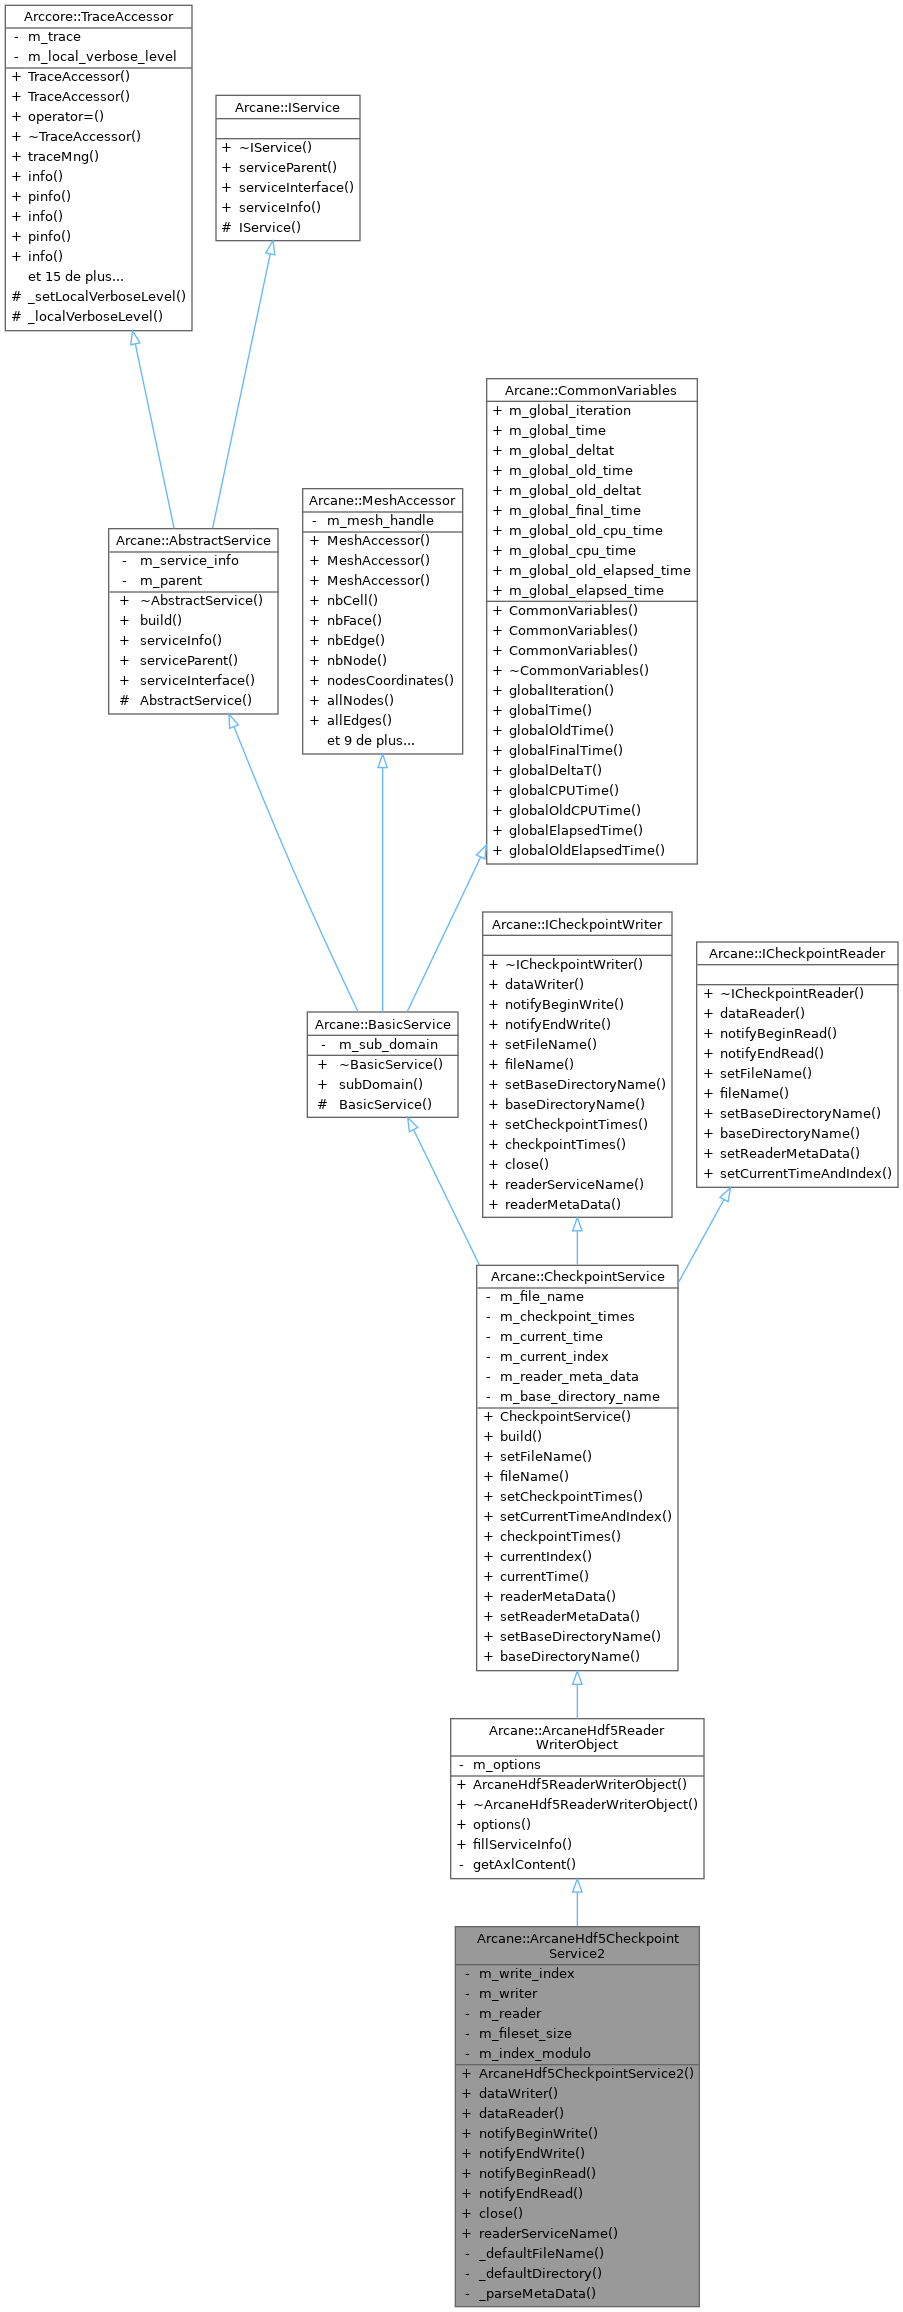 Arccore::TraceAccessor
- m_trace
- m_local_verbose_level
+ TraceAccessor()
+ TraceAccessor()
+ operator=()
+ ~TraceAccessor()
+ traceMng()
+ info()
+ pinfo()
+ info()
+ pinfo()
+ info()
et 15 de plus...
# _setLocalVerboseLevel()
# _localVerboseLevel()
Arcane::IService
+ ~IService()
+ serviceParent()
+ serviceInterface()
+ serviceInfo()
# IService()
Arcane::CommonVariables
+ m_global_iteration
+ m_global_time
+ m_global_deltat
+ m_global_old_time
+ m_global_old_deltat
+ m_global_final_time
+ m_global_old_cpu_time
+ m_global_cpu_time
+ m_global_old_elapsed_time
+ m_global_elapsed_time
+ CommonVariables()
+ CommonVariables()
+ CommonVariables()
+ ~CommonVariables()
+ globalIteration()
+ globalTime()
+ globalOldTime()
+ globalFinalTime()
+ globalDeltaT()
+ globalCPUTime()
+ globalOldCPUTime()
+ globalElapsedTime()
+ globalOldElapsedTime()
Arcane::MeshAccessor
- m_mesh_handle
+ MeshAccessor()
+ MeshAccessor()
+ MeshAccessor()
+ nbCell()
+ nbFace()
+ nbEdge()
+ nbNode()
+ nodesCoordinates()
+ allNodes()
+ allEdges()
et 9 de plus...
Arcane::AbstractService
- m_service_info
- m_parent
+ ~AbstractService()
+ build()
+ serviceInfo()
+ serviceParent()
+ serviceInterface()
# AbstractService()
Arcane::ICheckpointWriter
+ ~ICheckpointWriter()
+ dataWriter()
+ notifyBeginWrite()
+ notifyEndWrite()
+ setFileName()
+ fileName()
+ setBaseDirectoryName()
+ baseDirectoryName()
+ setCheckpointTimes()
+ checkpointTimes()
+ close()
+ readerServiceName()
+ readerMetaData()
Arcane::ICheckpointReader
+ ~ICheckpointReader()
+ dataReader()
+ notifyBeginRead()
+ notifyEndRead()
+ setFileName()
+ fileName()
+ setBaseDirectoryName()
+ baseDirectoryName()
+ setReaderMetaData()
+ setCurrentTimeAndIndex()
Arcane::BasicService
- m_sub_domain
+ ~BasicService()
+ subDomain()
# BasicService()
Arcane::CheckpointService
- m_file_name
- m_checkpoint_times
- m_current_time
- m_current_index
- m_reader_meta_data
- m_base_directory_name
+ CheckpointService()
+ build()
+ setFileName()
+ fileName()
+ setCheckpointTimes()
+ setCurrentTimeAndIndex()
+ checkpointTimes()
+ currentIndex()
+ currentTime()
+ readerMetaData()
+ setReaderMetaData()
+ setBaseDirectoryName()
+ baseDirectoryName()
Arcane::ArcaneHdf5Reader
WriterObject
- m_options
+ ArcaneHdf5ReaderWriterObject()
+ ~ArcaneHdf5ReaderWriterObject()
+ options()
+ fillServiceInfo()
- getAxlContent()
Arcane::ArcaneHdf5Checkpoint
Service2
- m_write_index
- m_writer
- m_reader
- m_fileset_size
- m_index_modulo
+ ArcaneHdf5CheckpointService2()
+ dataWriter()
+ dataReader()
+ notifyBeginWrite()
+ notifyEndWrite()
+ notifyBeginRead()
+ notifyEndRead()
+ close()
+ readerServiceName()
- _defaultFileName()
- _defaultDirectory()
- _parseMetaData()